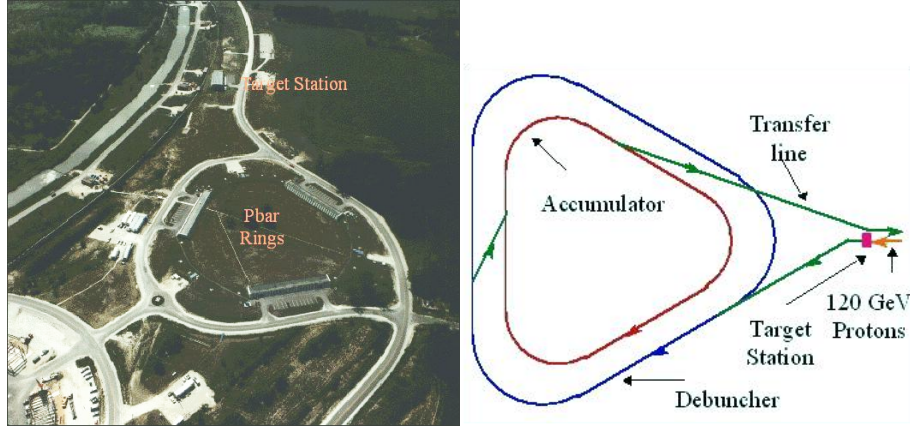 Target Station
Pbar
Rings
Transfer
line
Accumulator
120 GeV
Protons
Target
Station
Debuncher